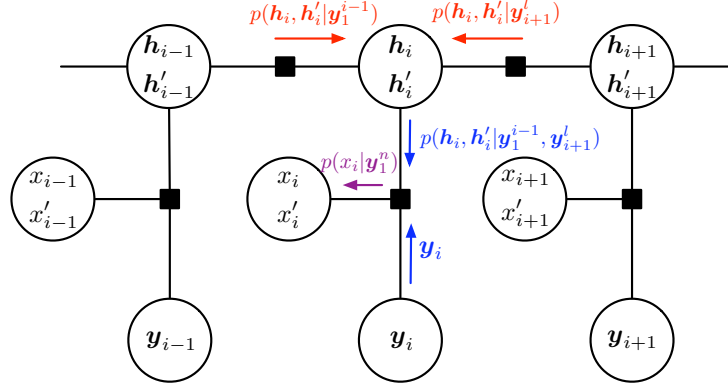 p(h_i, h'_i|y_1^{i-1})
p(h_i, h'_i|y_{i+1}^l)
h_{i-1}
h'_{i-1}
h_i
h'_i
h_{i+1}
h'_{i+1}
p(h_i, h'_i|y_1^{i-1}, y_{i+1}^l)
p(x_i|y_1^n)
x_{i-1}
x'_{i-1}
x_i
x'_i
x_{i+1}
x'_{i+1}
y_i
y_{i-1}
y_i
y_{i+1}